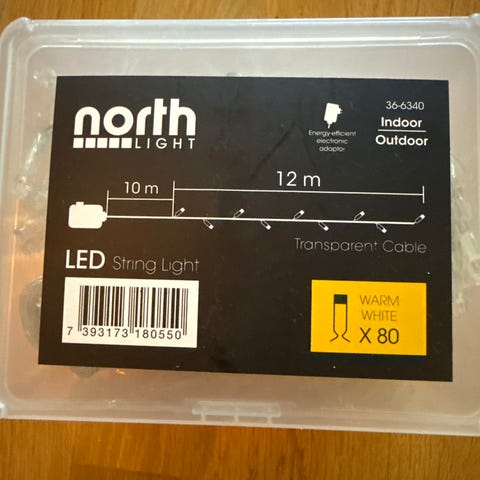 north
LIGHT
Energy-efficient
electronic
adaptor
36-6340
Indoor
Outdoor
10 m
12 m
Transparent Cable
LED String Light
7 393173 180550
WARM
WHITE
X 80